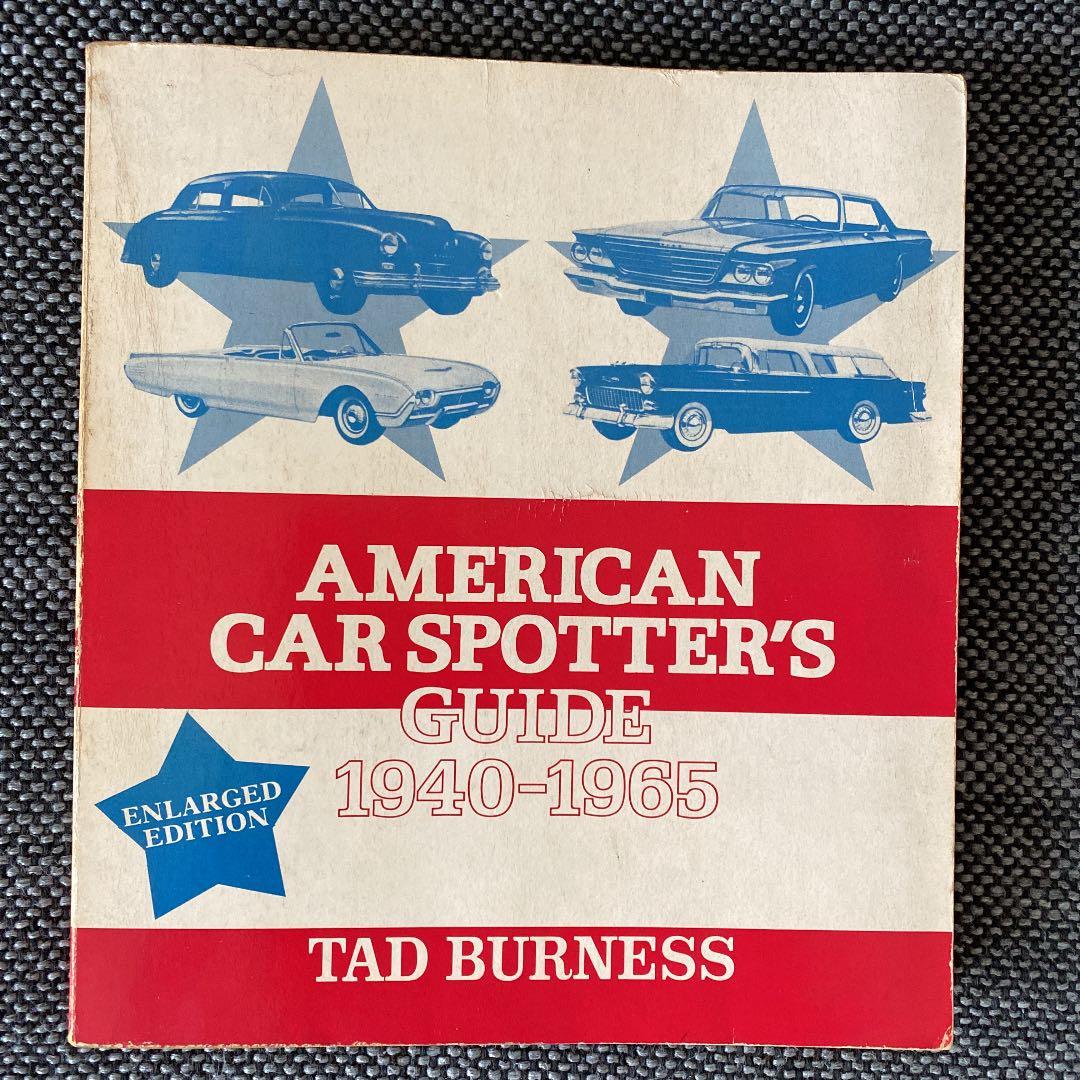 AMERICAN
CAR SPOTTER'S
GUIDE
1940-1965
ENLARGED
EDITION
TAD BURNESS